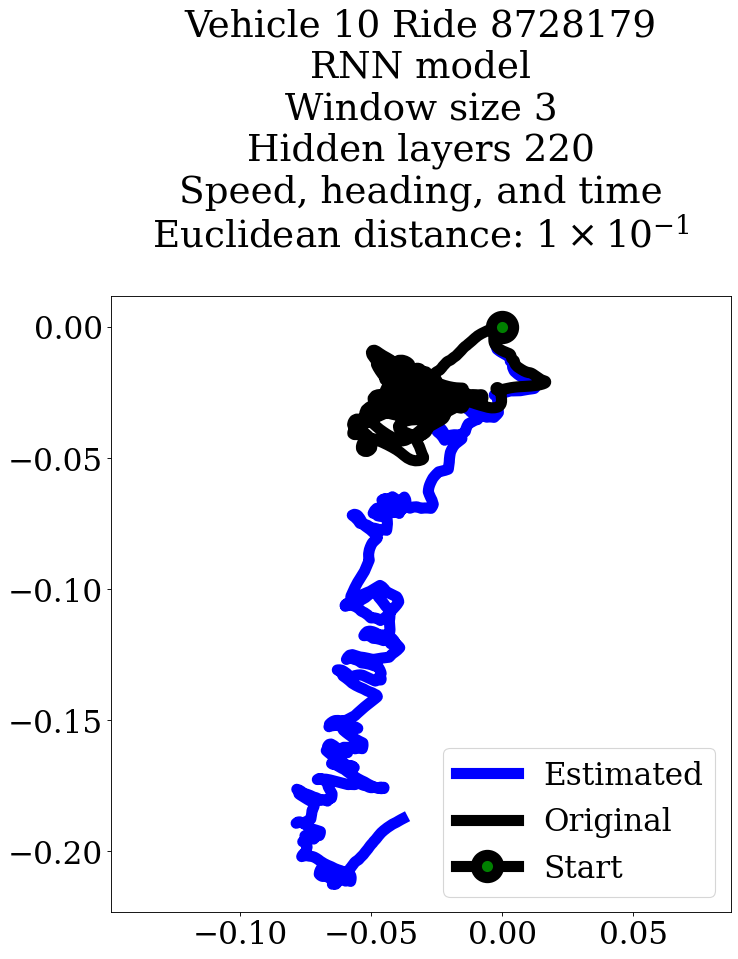 Vehicle 10 Ride 8728179
RNN model
Window size 3
Hidden layers 220
Speed, heading, and time
Euclidean distance: 1 × 10⁻¹
0.00
−0.05
−0.10
−0.15
−0.20
Estimated
Original
Start
−0.10 −0.05 0.00 0.05